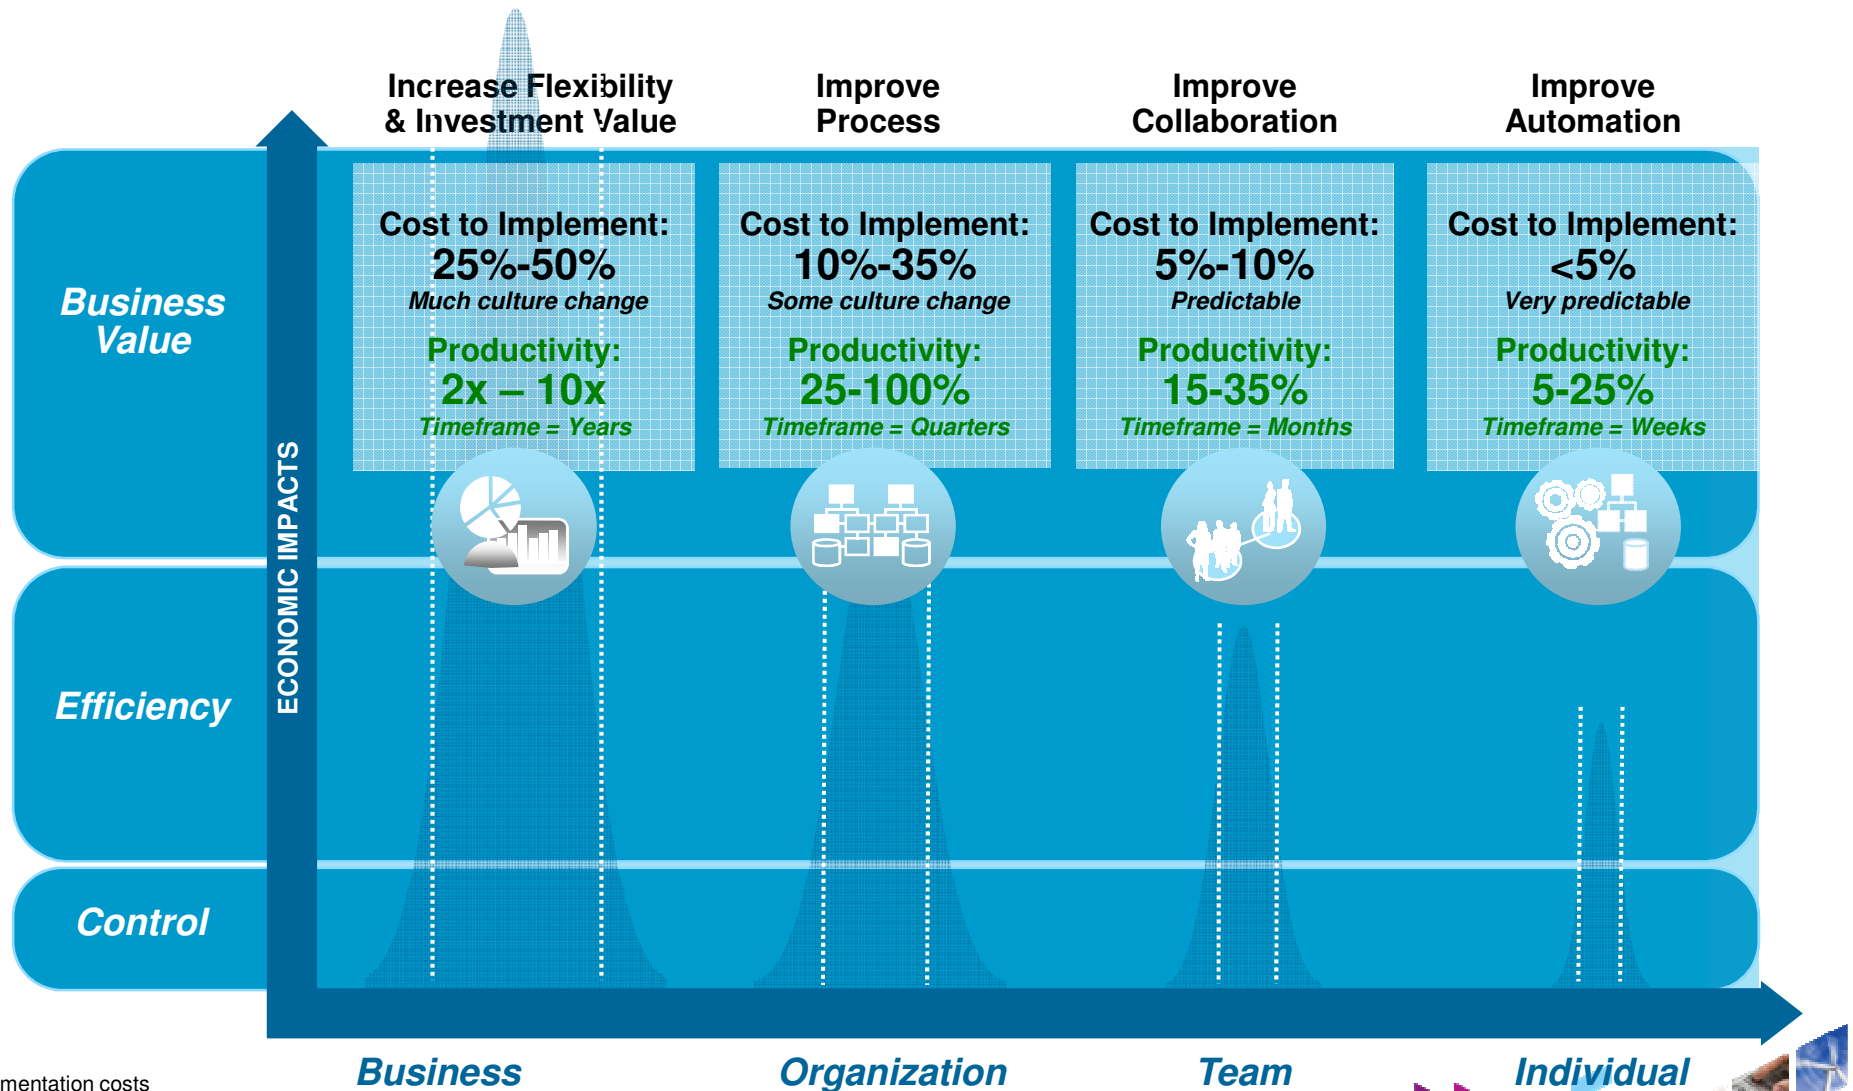 Increase Flexibility
& Investment Value
Improve
Process
Improve
Collaboration
Improve
Automation
Cost to Implement:
25%-50%
Much culture change
Productivity:
2x – 10x
Timeframe = Years
Cost to Implement:
10%-35%
Some culture change
Productivity:
25-100%
Timeframe = Quarters
Cost to Implement:
5%-10%
Predictable
Productivity:
15-35%
Timeframe = Months
Cost to Implement:
<5%
Very predictable
Productivity:
5-25%
Timeframe = Weeks
Business
Value
Efficiency
Control
ECONOMIC IMPACTS
Business
Organization
Team
Individual
mentation costs